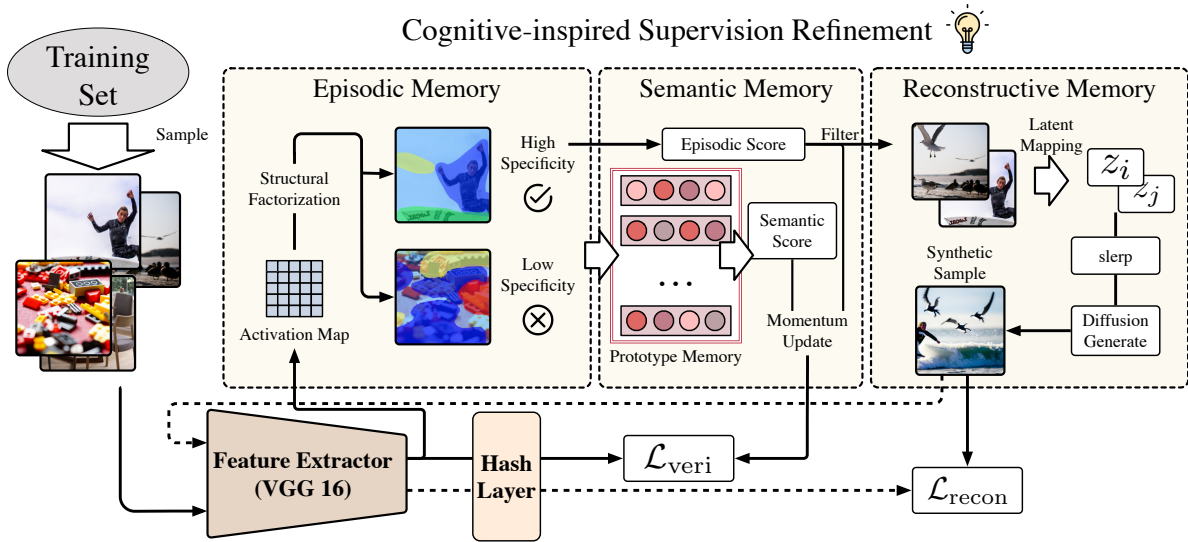 Cognitive-inspired Supervision Refinement
Training
Set
Sample
Episodic Memory
Structural
Factorization
Activation Map
High
Specificity
Low
Specificity
Semantic Memory
Episodic Score
Semantic
Score
...
Prototype Memory
Momentum
Update
Filter
Reconstructive Memory
Latent
Mapping
z_i
z_j
slerp
Diffusion
Generate
Synthetic
Sample
Feature Extractor
(VGG 16)
Hash
Layer
ℒ_veri
ℒ_recon